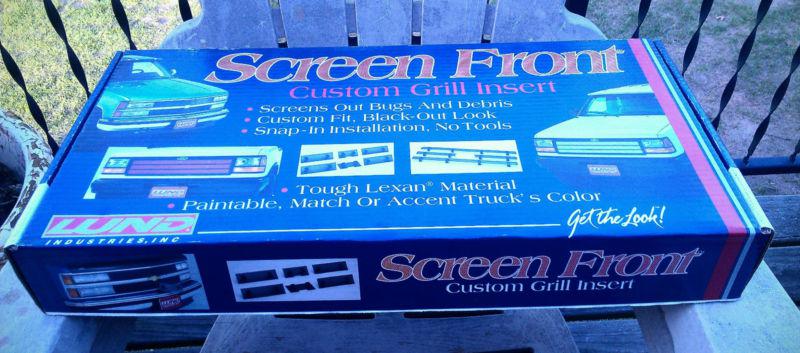 Screen Front
Custom Grill Insert
• Screens Out Bugs And Debris
• Custom Fit, Black-Out Look
• Snap-In Installation, No Tools
• Tough Lexan® Material
• Paintable, Match Or Accent Truck's Color
LUND
INDUSTRIES, INC
Get the Look!
Screen Front
Custom Grill Insert